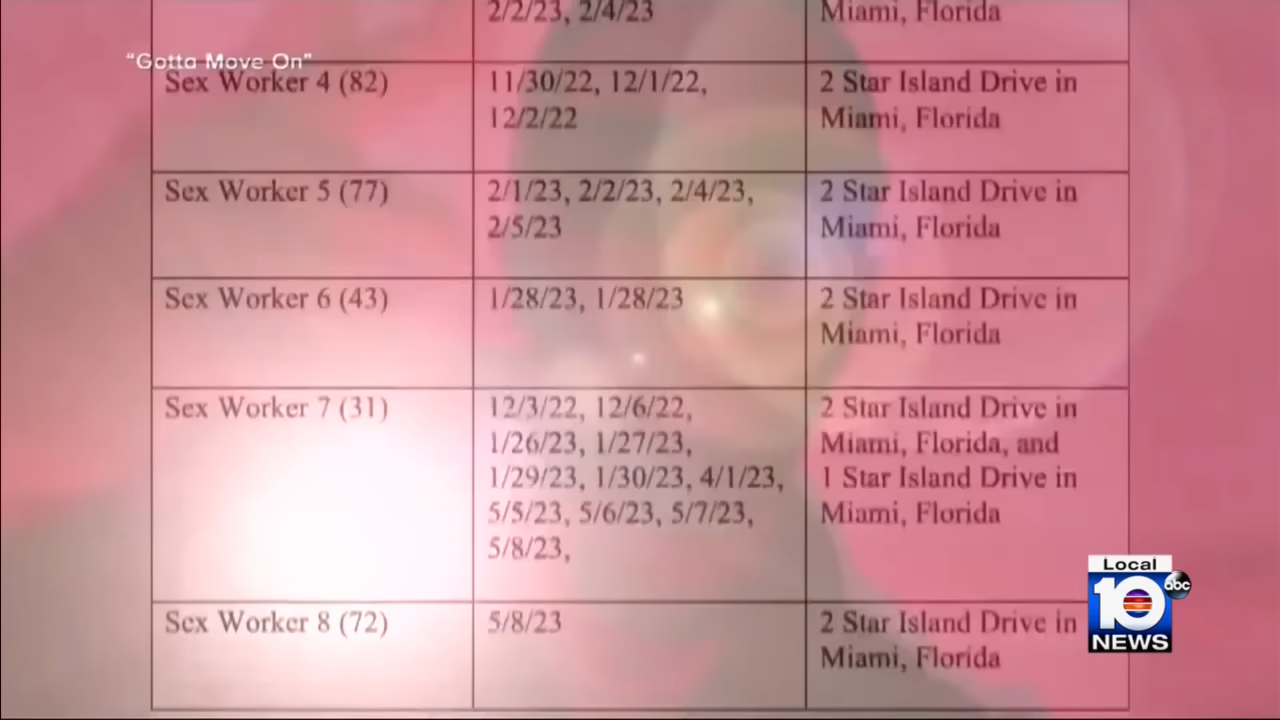 2/2/23, 2/4/23
Miami, Florida
"Gotta Move On"
Sex Worker 4 (82)
11/30/22, 12/1/22,
12/2/22
2 Star Island Drive in
Miami, Florida
Sex Worker 5 (77)
2/1/23, 2/2/23, 2/4/23,
2/5/23
2 Star Island Drive in
Miami, Florida
Sex Worker 6 (43)
1/28/23, 1/28/23
2 Star Island Drive in
Miami, Florida
Sex Worker 7 (31)
12/3/22, 12/6/22,
1/26/23, 1/27/23,
1/29/23, 1/30/23, 4/1/23,
5/5/23, 5/6/23, 5/7/23,
5/8/23,
2 Star Island Drive in
Miami, Florida, and
1 Star Island Drive in
Miami, Florida
Sex Worker 8 (72)
5/8/23
2 Star Island Drive in
Miami, Florida
Local
10
abc
NEWS